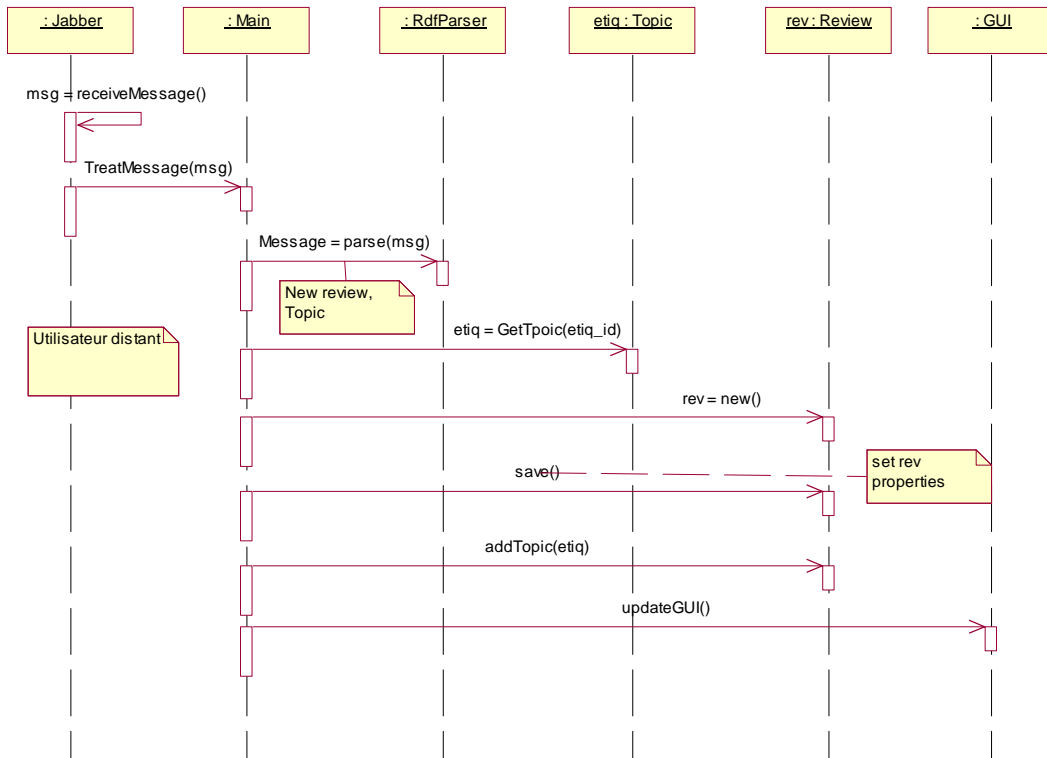 : Jabber
: Main
: RdfParser
etiq : Topic
rev : Review
: GUI
msg = receiveMessage()
TreatMessage(msg)
Message = parse(msg)
New review,
Topic
Utilisateur distant
etiq = GetTpoic(etiq_id)
rev = new()
set rev
properties
save()
addTopic(etiq)
updateGUI()